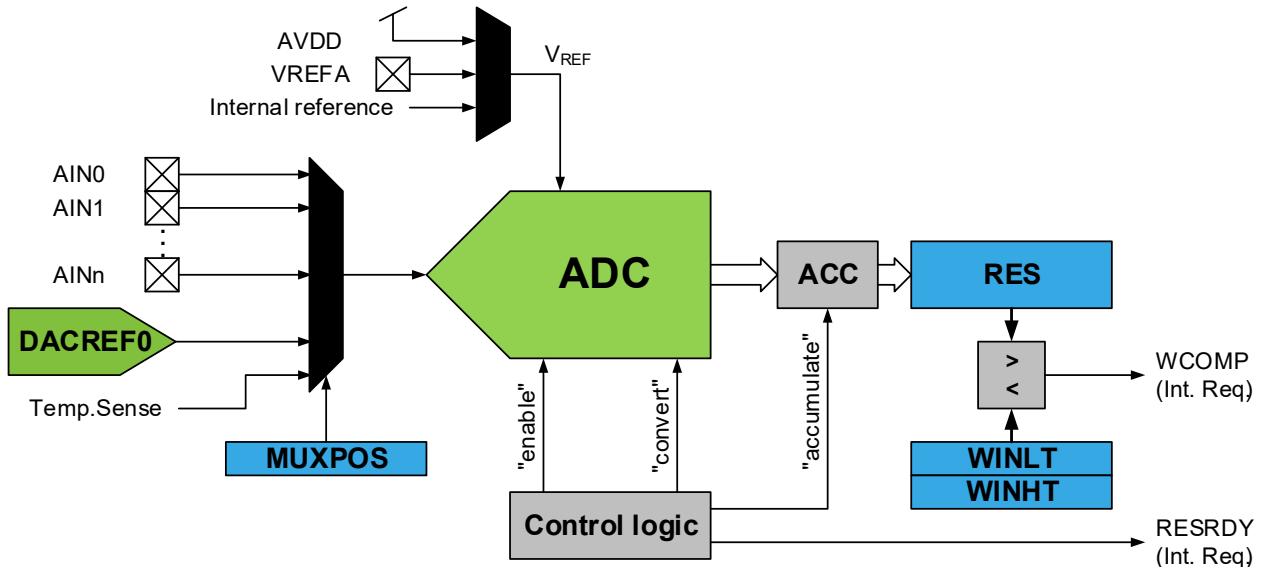 AVDD
VREFA
Internal reference
VREF
AIN0
AIN1
AINn
DACREF0
Temp.Sense
MUXPOS
ADC
ACC
RES
"enable"
"convert"
"accumulate"
>
<
WCOMP
(Int. Req)
WINLT
WINHT
Control logic
RESRDY
(Int. Req)